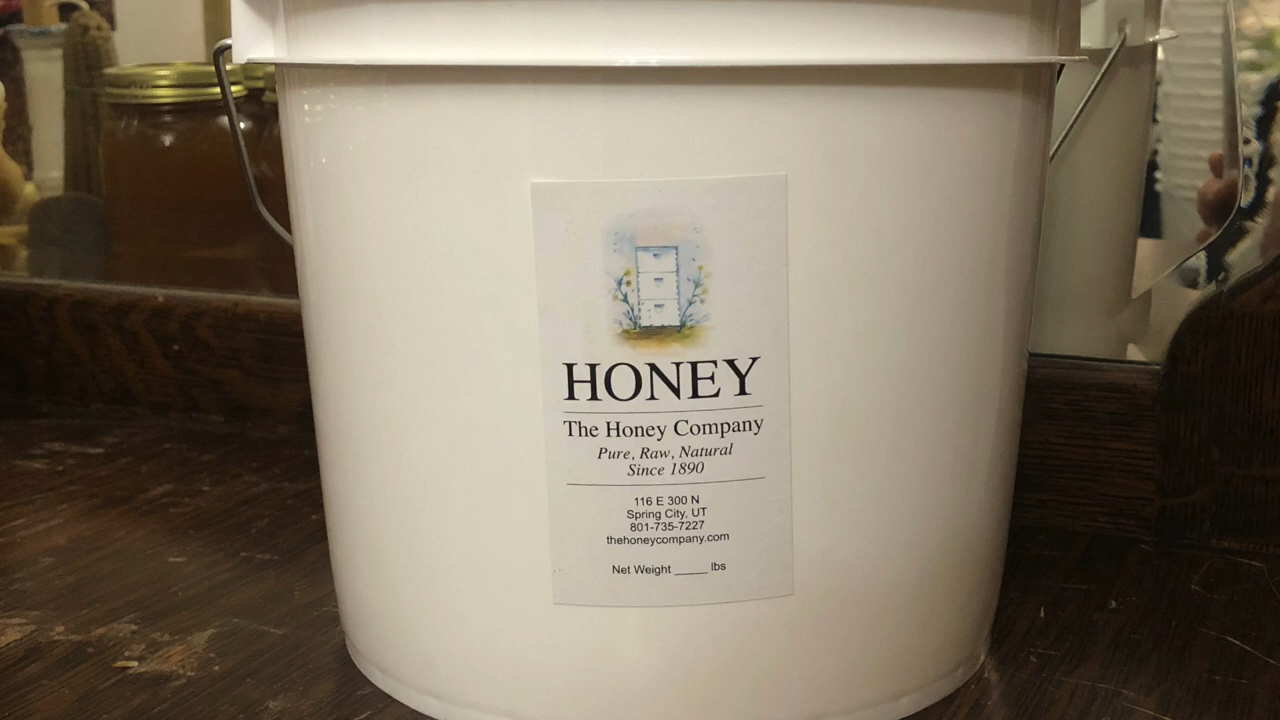 HONEY
The Honey Company
Pure, Raw, Natural
Since 1890
116 E 300 N
Spring City, UT
801-735-7227
thehoneycompany.com
Net Weight _____ lbs